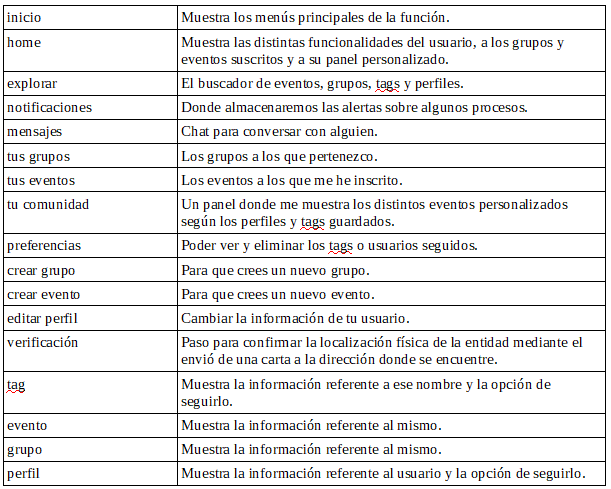 inicio Muestra los menús principales de la función.
home Muestra las distintas funcionalidades del usuario, a los grupos y
eventos suscritos y a su panel personalizado.
explorar El buscador de eventos, grupos, tags y perfiles.
notificaciones Donde almacenaremos las alertas sobre algunos procesos.
mensajes Chat para conversar con alguien.
tus grupos Los grupos a los que pertenezco.
tus eventos Los eventos a los que me he inscrito.
tu comunidad Un panel donde me muestra los distintos eventos personalizados
según los perfiles y tags guardados.
preferencias Poder ver y eliminar los tags o usuarios seguidos.
crear grupo Para que crees un nuevo grupo.
crear evento Para que crees un nuevo evento.
editar perfil Cambiar la información de tu usuario.
verificación Paso para confirmar la localización física de la entidad mediante el
envió de una carta a la dirección donde se encuentre.
tag Muestra la información referente a ese nombre y la opción de
seguirlo.
evento Muestra la información referente al mismo.
grupo Muestra la información referente al mismo.
perfil Muestra la información referente al usuario y la opción de seguirlo.